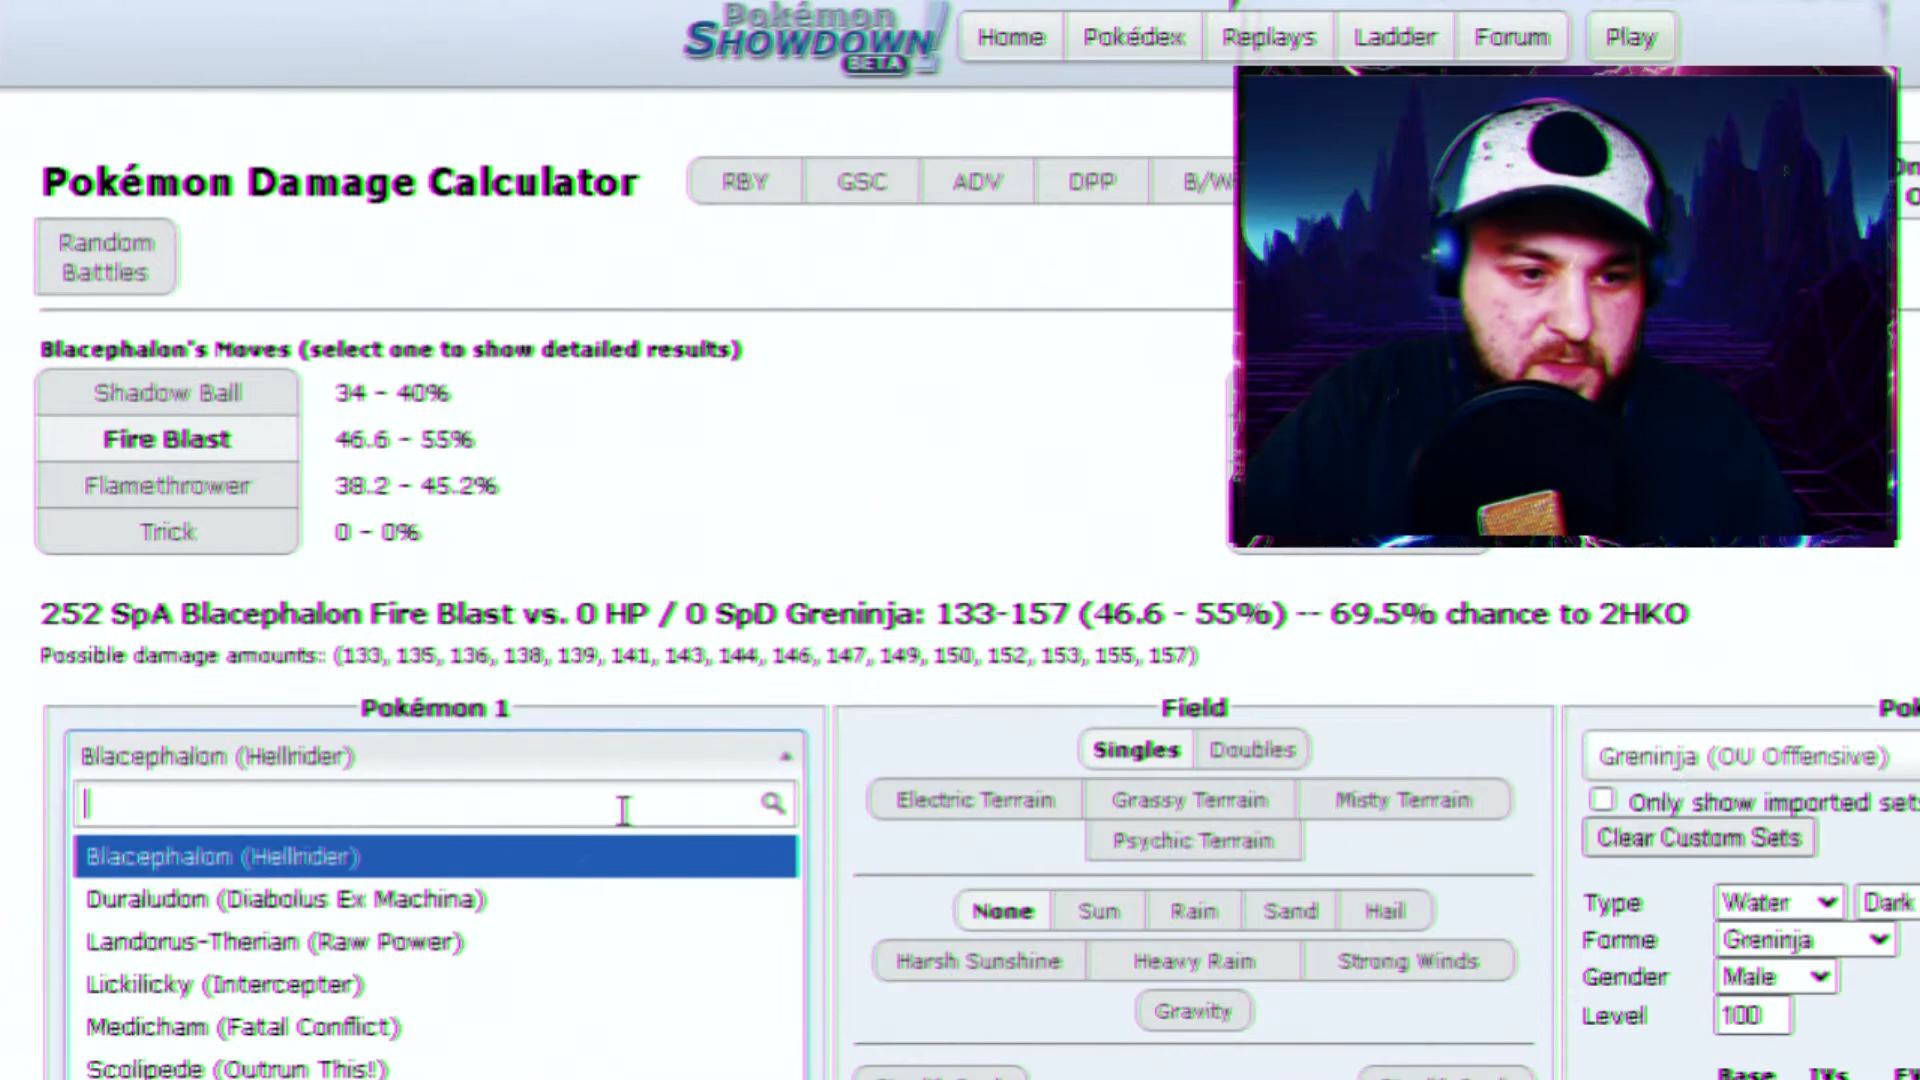 Pokémon
SHOWDOWN!
BETA
Home Pokédex Replays Ladder Forum Play
Pokémon Damage Calculator RBY GSC ADV DPP
Random
Battles
Blacephalon's Moves (select one to show detailed results)
Shadow Ball 34 - 40%
Fire Blast 46.6 - 55%
Flamethrower 38.2 - 45.2%
Trick 0 - 0%
252 SpA Blacephalon Fire Blast vs. 0 HP / 0 SpD Greninja: 133-157 (46.6 - 55%) -- 69.5% chance to 2HKO
Possible damage amounts: (133, 135, 136, 138, 139, 141, 143, 144, 146, 147, 149, 150, 152, 153, 155, 157)
Pokémon 1 Field
Blacephalon (Hellrider) Singles Doubles Greninja (OU Offensive)
Electric Terrain Grassy Terrain Misty Terrain Only show imported sets
Psychic Terrain Clear Custom Sets
Blacephalon (Hellrider)
Duraludon (Diabolus Ex Machina) None Sun Rain Sand Hail Type Water Dark
Landorus-Therian (Raw Power) Forme Greninja
Lickilicky (Intercepter) Harsh Sunshine Heavy Rain Strong Winds Gender Male
Medicham (Fatal Conflict) Gravity Level 100
Scolipede (Outrun This!) Base IVs